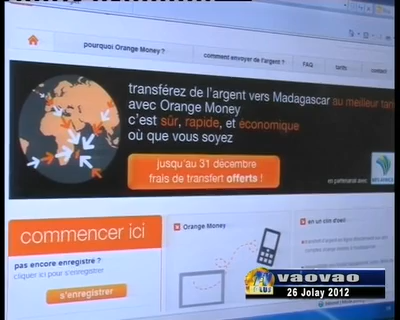 pourquoi Orange Money ?
comment envoyer de l'argent ?
FAQ
tarifs
contact
transférez de l'argent vers Madagascar au meilleur tarif
avec Orange Money
c'est sûr, rapide, et économique
où que vous soyez
jusqu'au 31 décembre
frais de transfert offerts !
en partenariat avec
commencer ici
pas encore enregistré ?
cliquer ici pour s'enregistrer
s'enregistrer
Orange Money
en un clin d'oeil
vaovao
PLUS
26 Jolay 2012